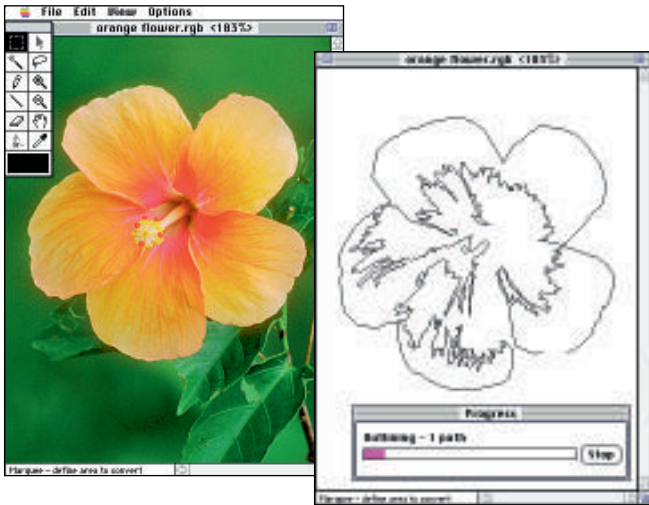 File Edit View Options
orange flower.rgb <183%>
Marquee - define area to convert
orange flower.rgb <183%>
Progress
Outlining - 1 path
Stop
Marquee - define area to convert